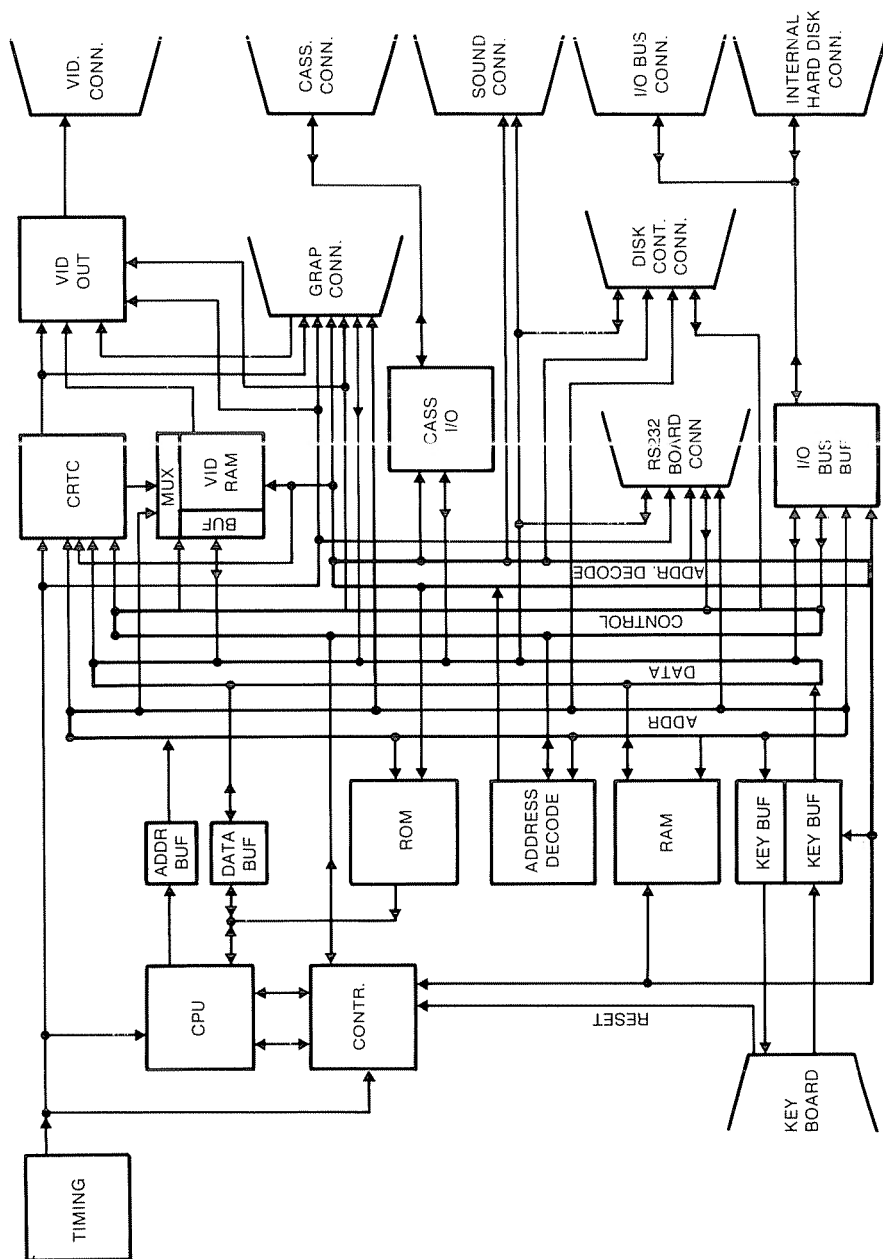 TIMING
CPU
CONTR.
RESET
KEY
BOARD
ADDR
BUF
DATA
BUF
ROM
ADDRESS
DECODE
RAM
KEY BUF
KEY BUF
ADDR
DATA
CONTROL
ADDR. DECODE
CRTC
MUX
VID
RAM
BUF
CASS
I/O
RS232
BOARD
CONN
I/O
BUS
BUF
VID
OUT
GRAP
CONN.
DISK
CONT.
CONN.
VID.
CONN.
CASS.
CONN.
SOUND
CONN.
I/O BUS
CONN.
INTERNAL
HARD DISK
CONN.